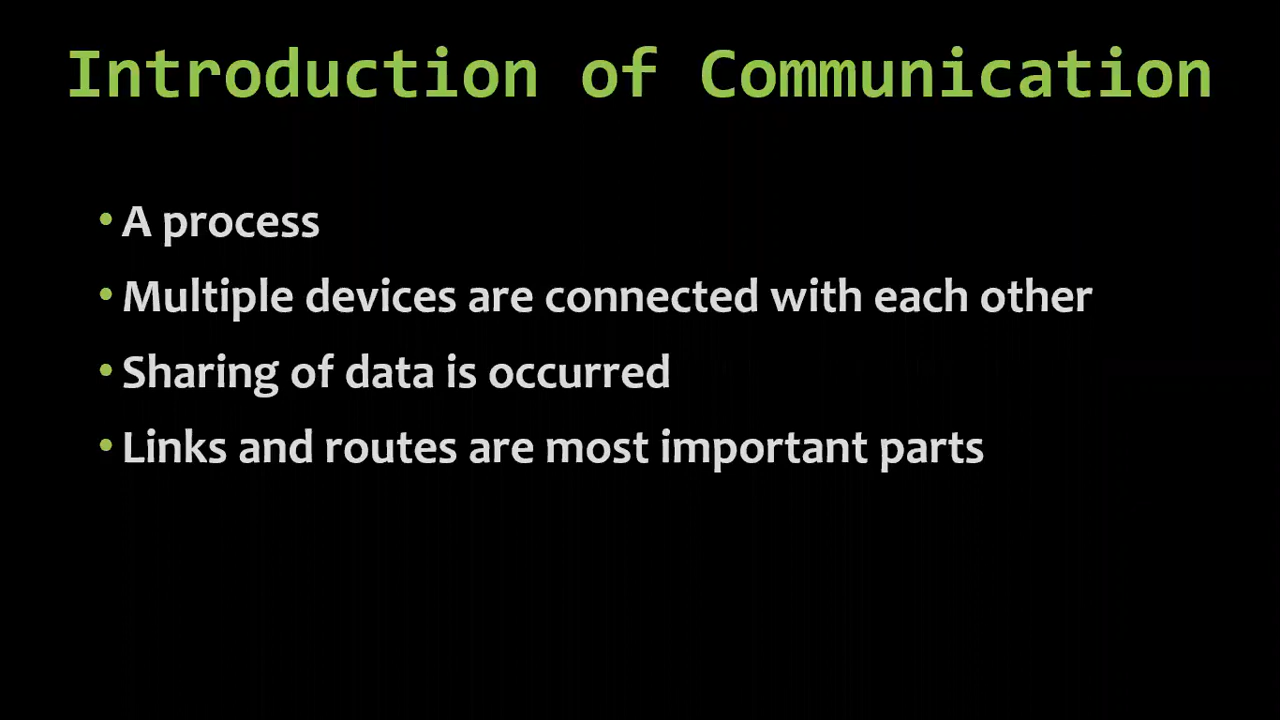 Introduction of Communication
• A process
• Multiple devices are connected with each other
• Sharing of data is occurred
• Links and routes are most important parts